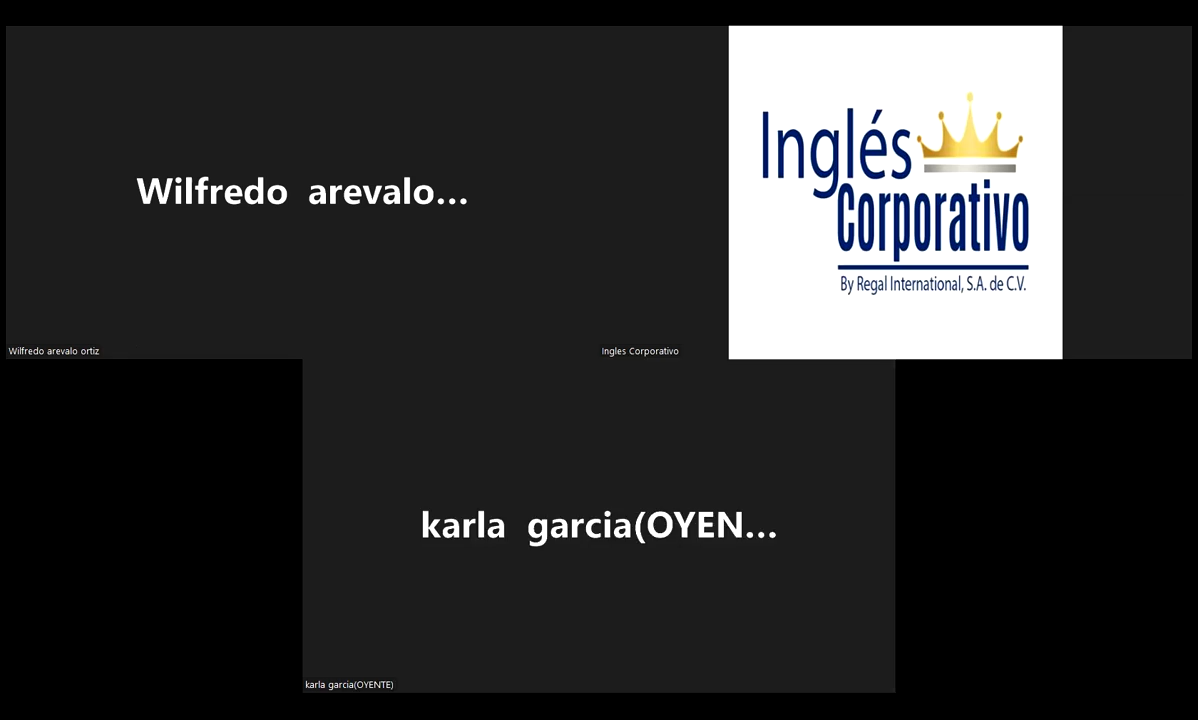 Wilfredo arevalo...
Wilfredo arevalo ortiz
Inglés
Corporativo
By Regal International, S.A. de C.V.
Ingles Corporativo
karla garcia(OYEN...
karla garcia(OYENTE)